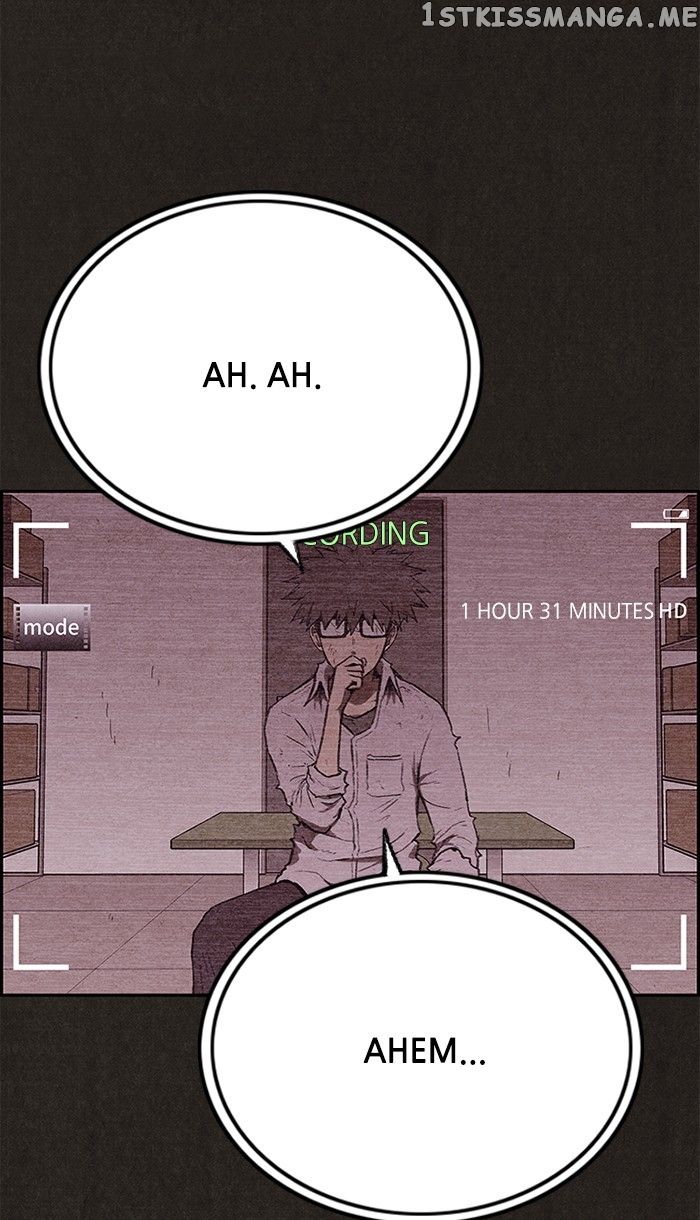 1STKISSMANGA.ME
AH. AH.
CORDING
mode
1 HOUR 31 MINUTES HD
AHEM...